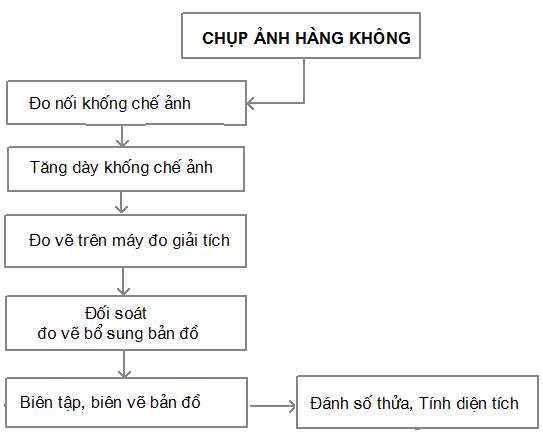 CHỤP ẢNH HÀNG KHÔNG
Đo nối khống chế ảnh
Tăng dày khống chế ảnh
Đo vẽ trên máy đo giải tích
Đối soát
đo vẽ bổ sung bản đồ
Biên tập, biên vẽ bản đồ
Đánh số thửa, Tính diện tích